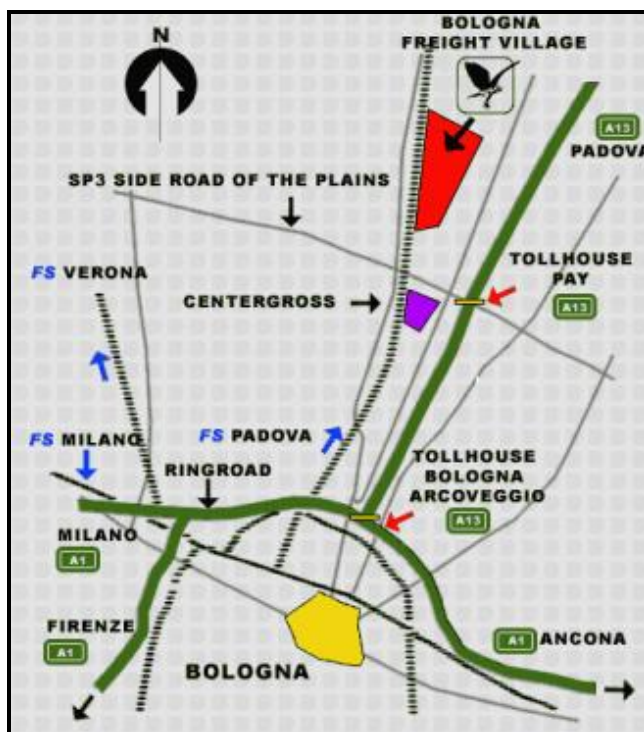 BOLOGNA
FREIGHT VILLAGE
N
A13
PADOVA
SP3 SIDE ROAD OF THE PLAINS
TOLLHOUSE
PAY
A13
FS VERONA
CENTERGROSS
FS MILANO
FS PADOVA
RINGROAD
TOLLHOUSE
BOLOGNA
ARCOVEGGIO
A13
MILANO
A1
FIRENZE
A1
A1 ANCONA
BOLOGNA